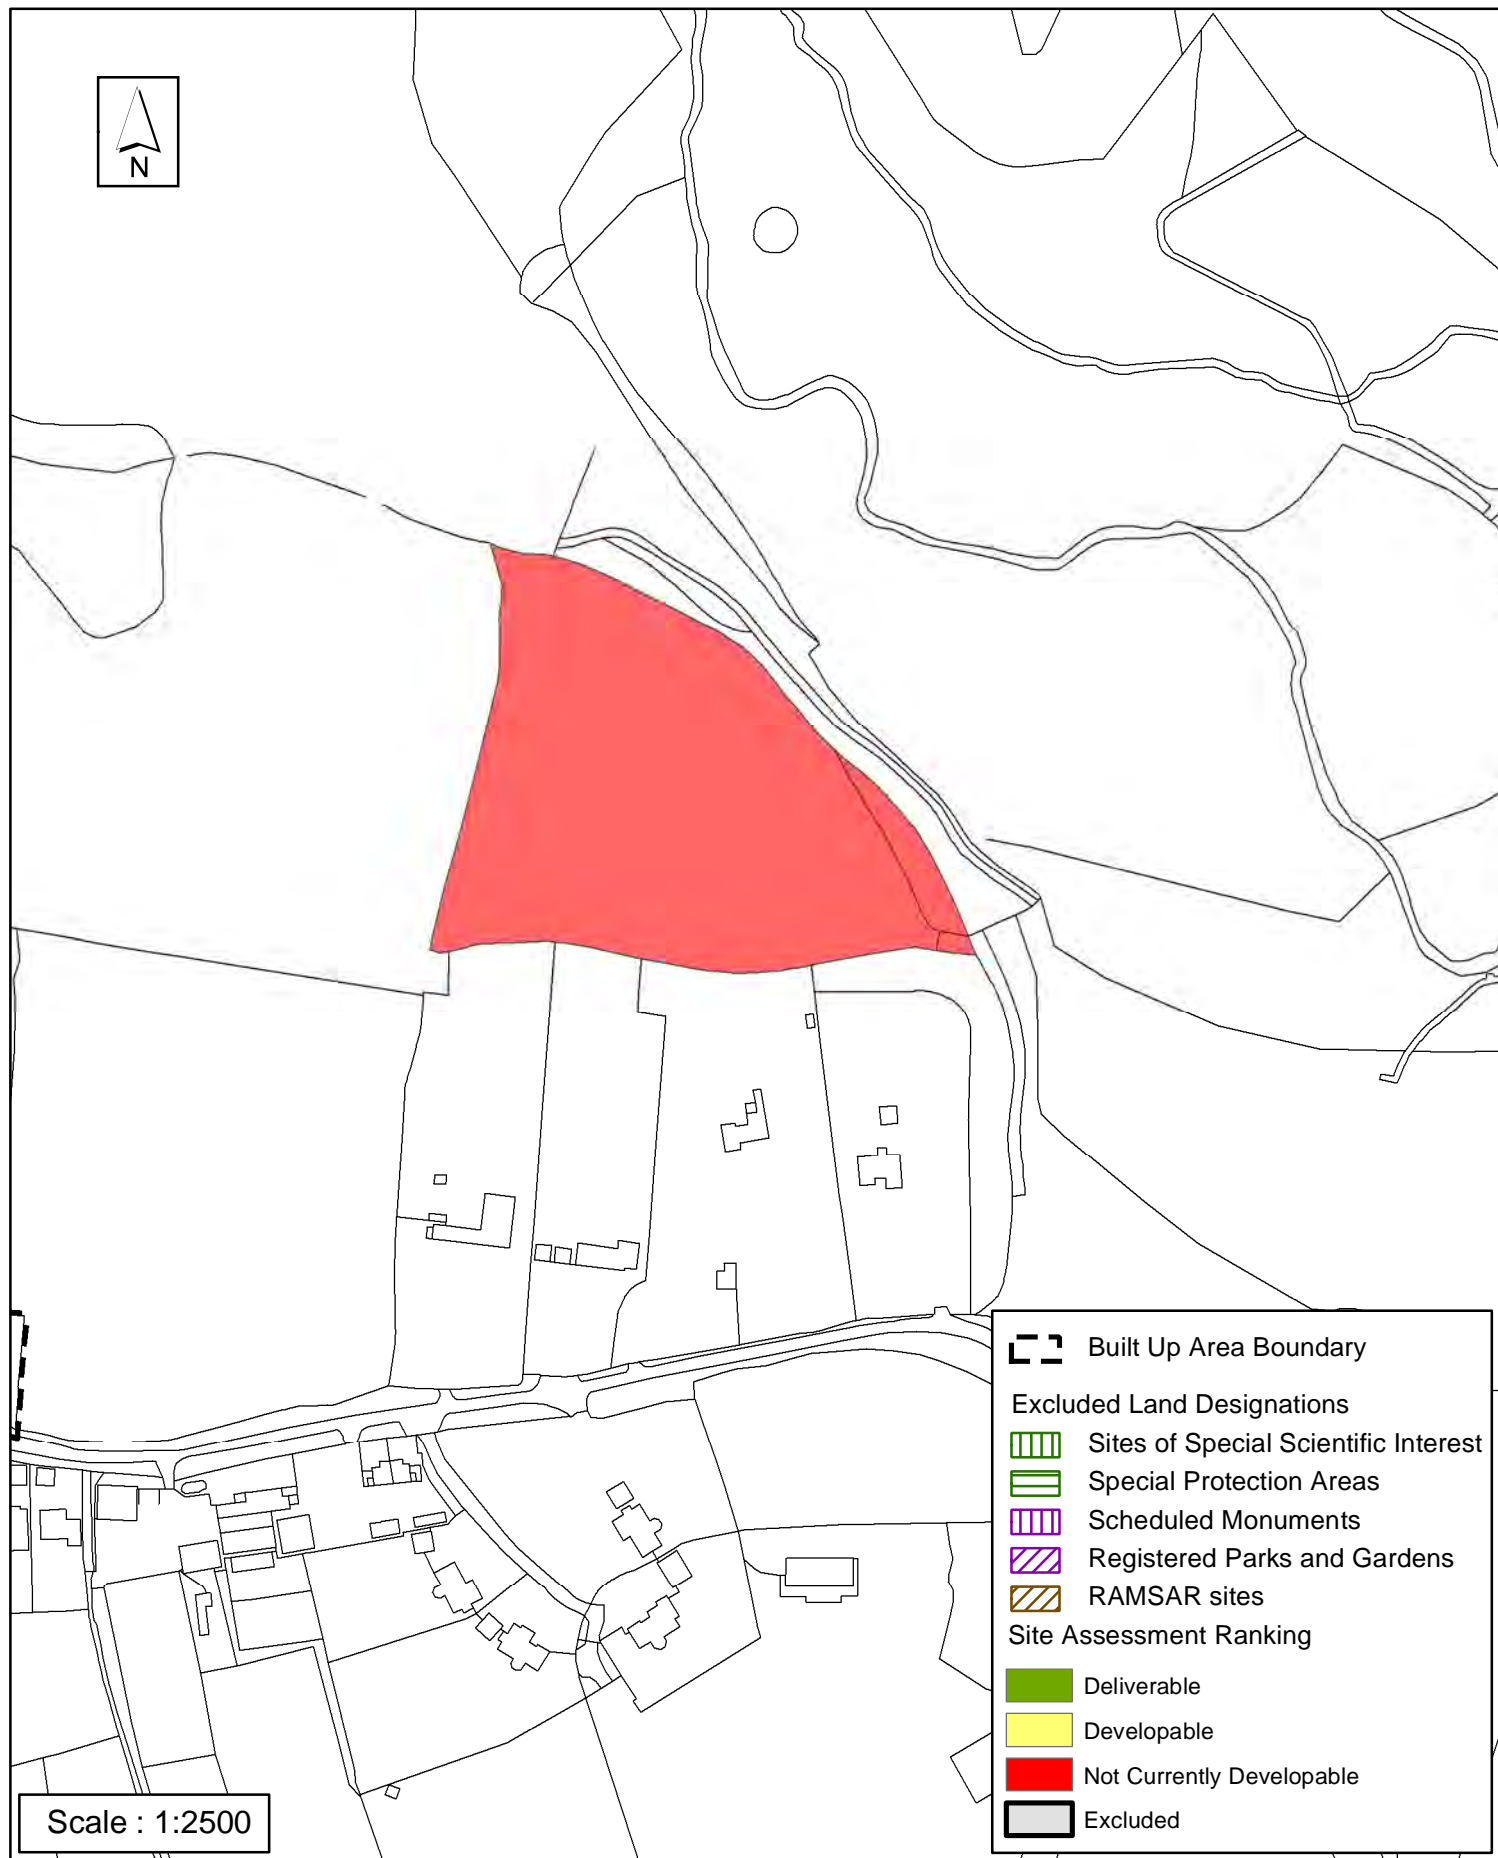 N
Built Up Area Boundary
Excluded Land Designations
Sites of Special Scientific Interest
Special Protection Areas
Scheduled Monuments
Registered Parks and Gardens
RAMSAR sites
Site Assessment Ranking
Deliverable
Developable
Not Currently Developable
Excluded
Scale : 1:2500